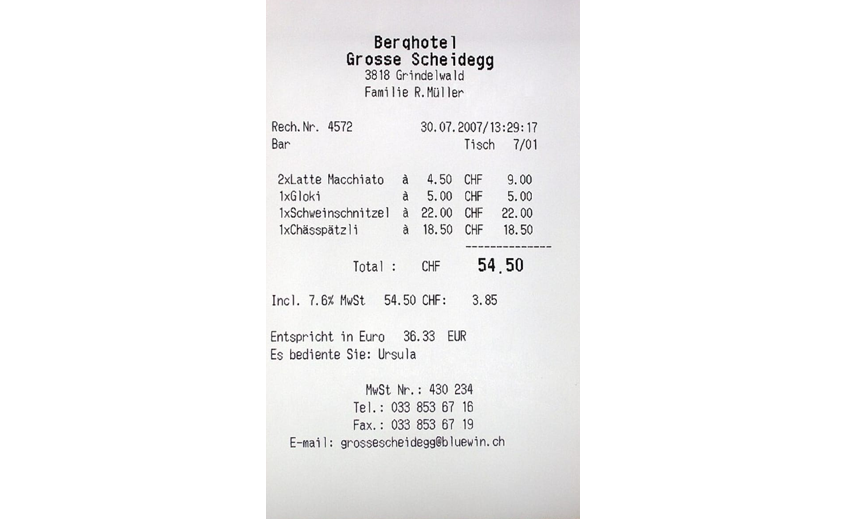 Berghotel
Grosse Scheidegg
3818 Grindelwald
Familie R.Müller
Rech.Nr. 4572 30.07.2007/13:29:17
Bar Tisch 7/01
2xLatte Macchiato à 4.50 CHF 9.00
1xGloki à 5.00 CHF 5.00
1xSchweinschnitzel à 22.00 CHF 22.00
1xChässpätzli à 18.50 CHF 18.50
--------------
Total : CHF 54.50
Incl. 7.6% MwSt 54.50 CHF: 3.85
Entspricht in Euro 36.33 EUR
Es bediente Sie: Ursula
MwSt Nr.: 430 234
Tel.: 033 853 67 16
Fax.: 033 853 67 19
E-mail: grossescheidegg@bluewin.ch